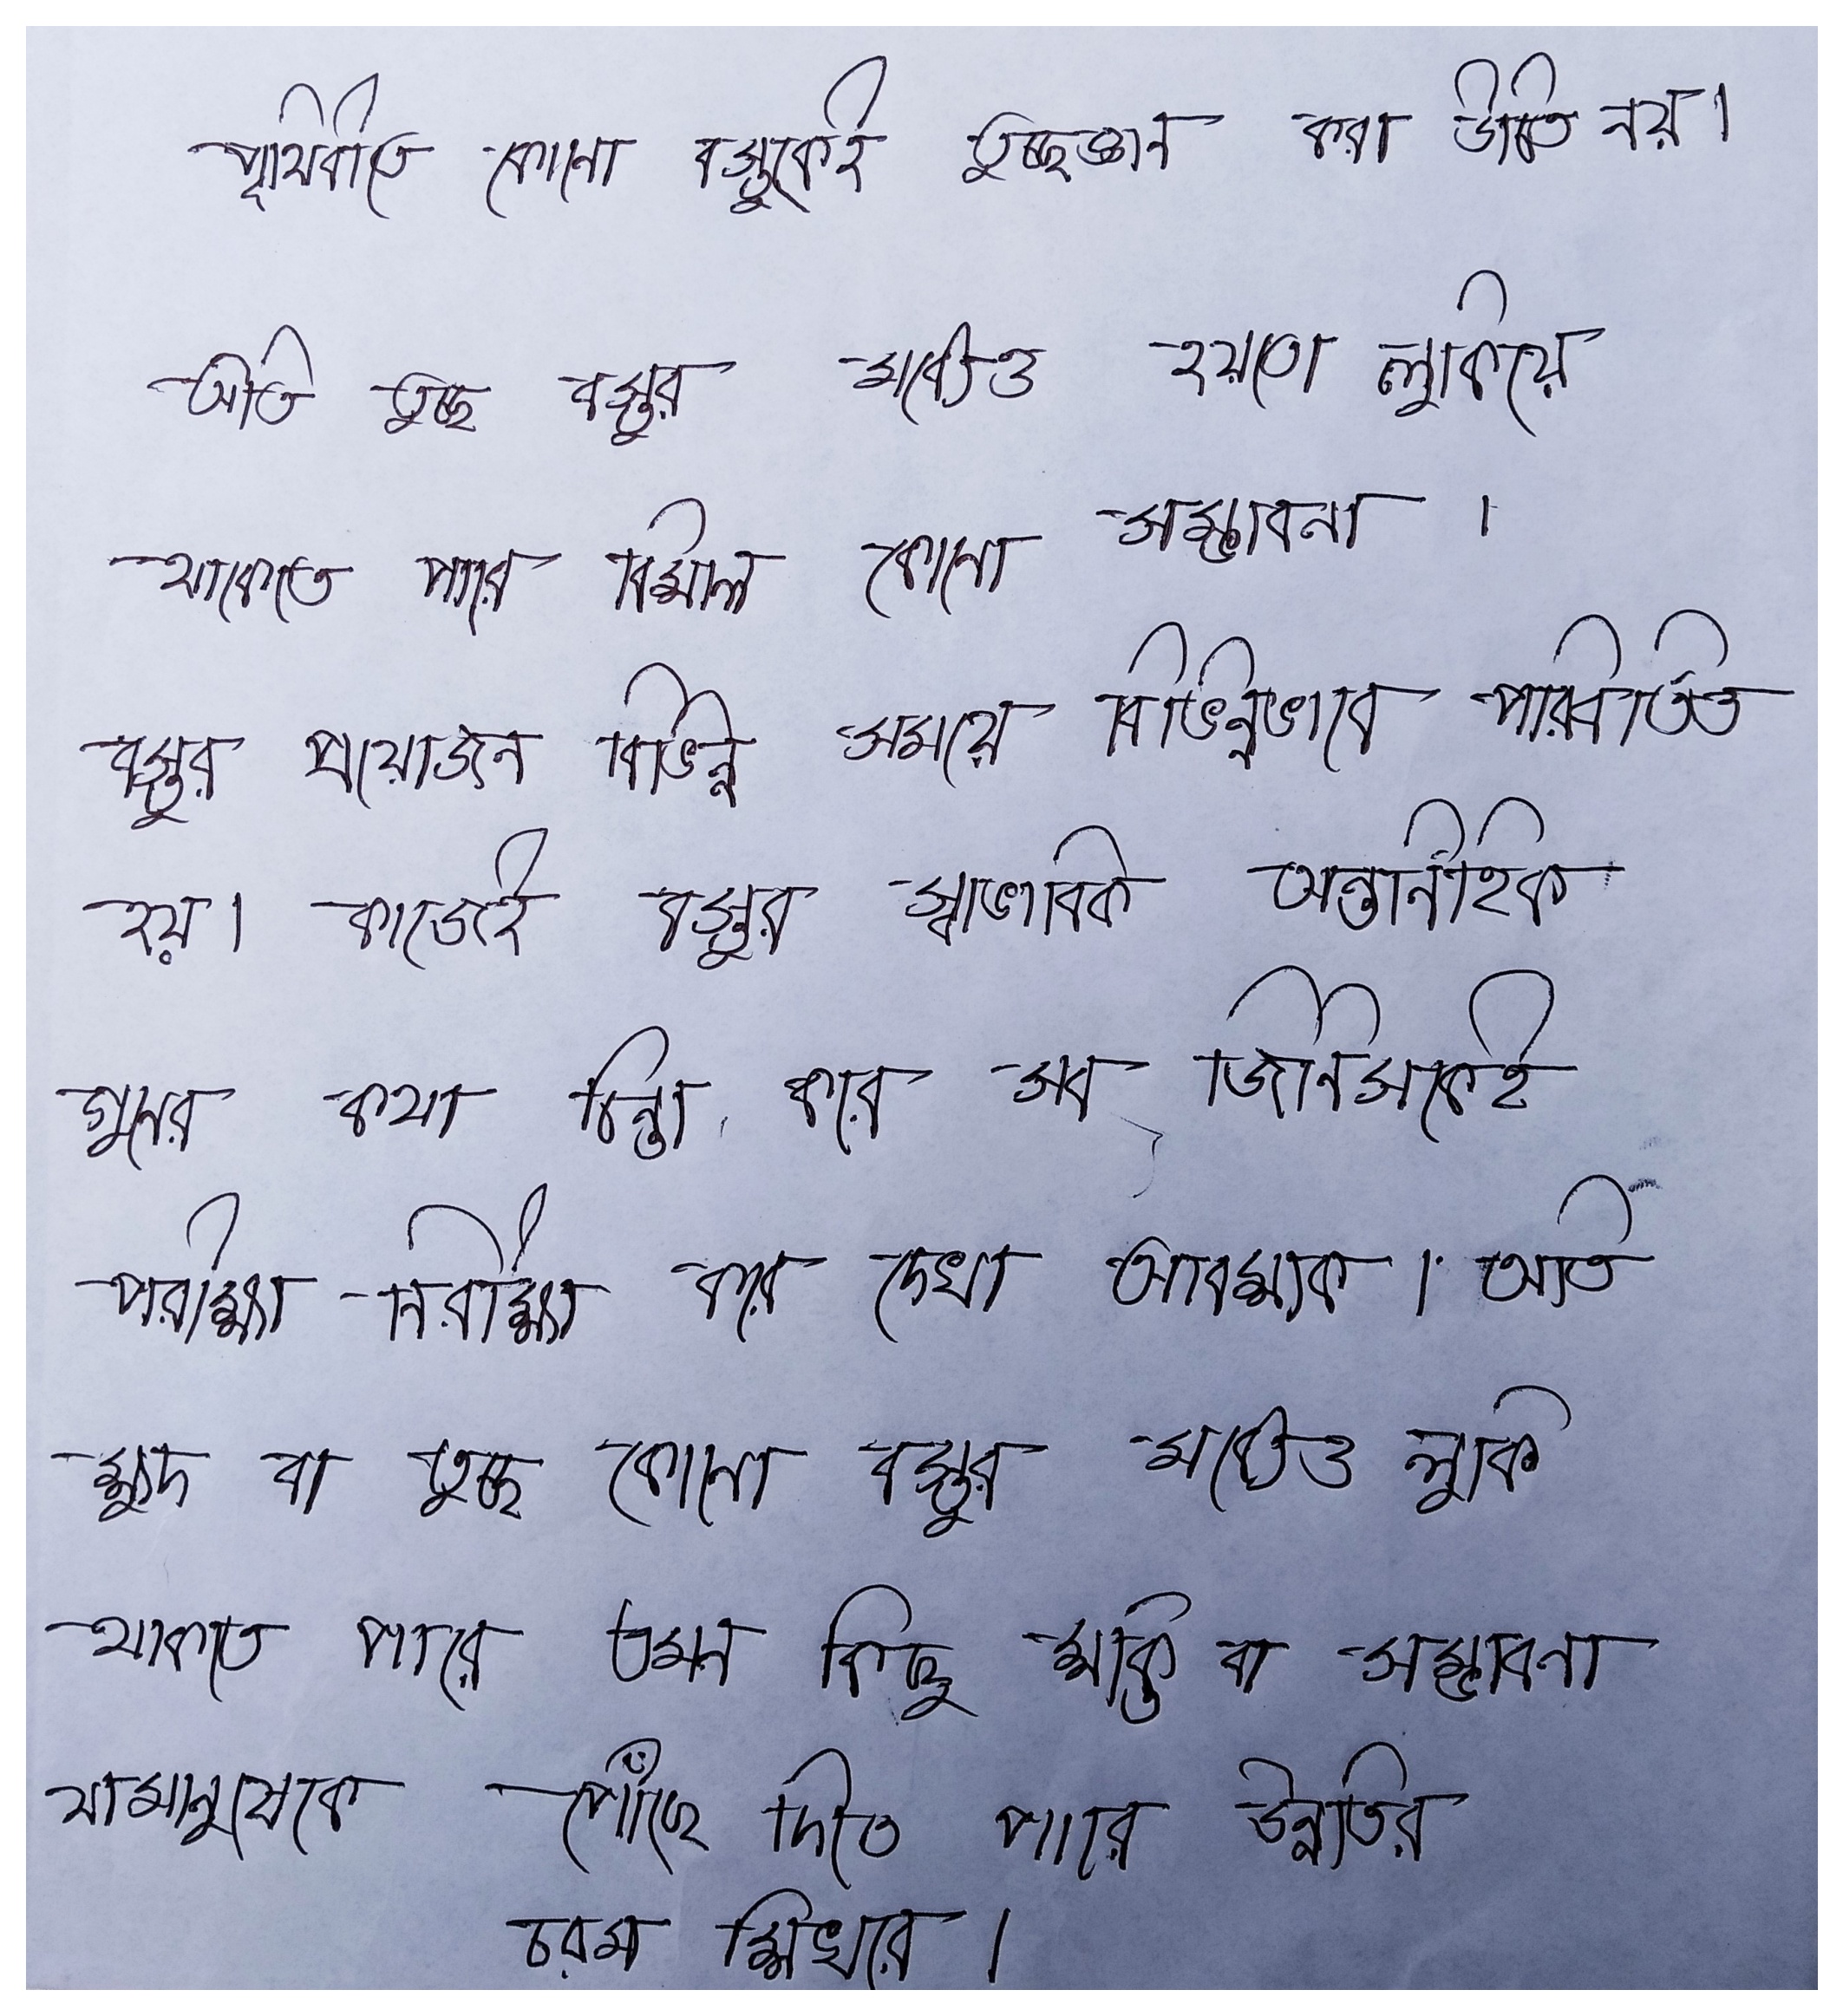 পৃথিবীতে কোনো বস্তুকেই তুচ্ছজ্ঞান করা উচিত নয়।
অতি তুচ্ছ বস্তুর মধ্যেও হয়তো লুকিয়ে
থাকেতে পারে বিশাল কোনো সম্ভাবনা ।
বস্তুর প্রয়োজন বিভিন্ন সময়ে বিভিন্নভাবে পরিবর্তিত
হয়। কাজেই বস্তুর স্বাভাবিক অন্তর্নিহিক
গুনের কথা চিন্তা করে সব জিনিসকেই
পরীক্ষা-নিরীক্ষা করে দেখা আবশ্যক । অতি
ক্ষুদ বা তুচ্ছ কোনো বস্তুর মধ্যেও লুকি
থাকতে পারে এমন কিছু শক্তি বা সম্ভাবনা
যা মানুষেকে পৌঁছে দিতে পারে উন্নতির
চরম শিখরে ।